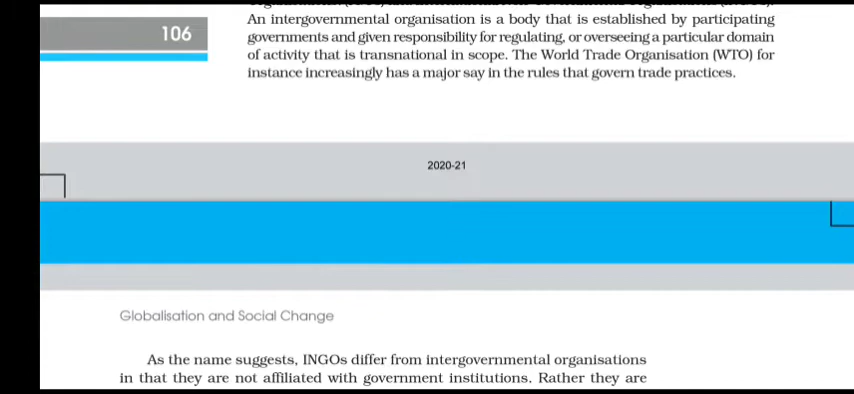 An intergovernmental organisation is a body that is established by participating
106
governments and given responsibility for regulating, or overseeing a particular domain
of activity that is transnational in scope. The World Trade Organisation (WTO) for
instance increasingly has a major say in the rules that govern trade practices.
2020-21
Globalisation and Social Change
As the name suggests, INGOs differ from intergovernmental organisations
in that they are not affiliated with government institutions. Rather they are